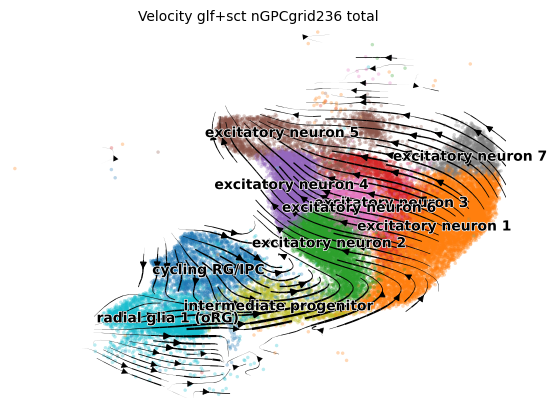 Velocity glf+sct nGPCgrid236 total
excitatory neuron 5
excitatory neuron 7
excitatory neuron 4
excitatory neuron 3
excitatory neuron 6
excitatory neuron 1
excitatory neuron 2
cycling RG/IPC
intermediate progenitor
radial glia 1 (oRG)